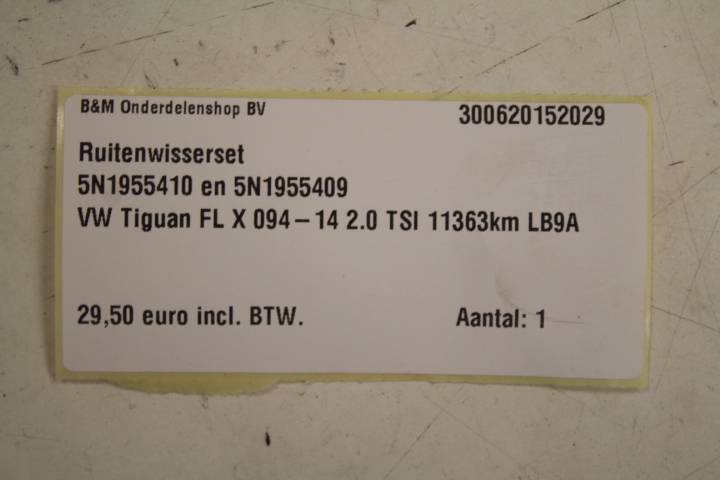 B&M Onderdelenshop BV 300620152029
Ruitenwisserset
5N1955410 en 5N1955409
VW Tiguan FL X 094-14 2.0 TSI 11363km LB9A
29,50 euro incl. BTW. Aantal: 1